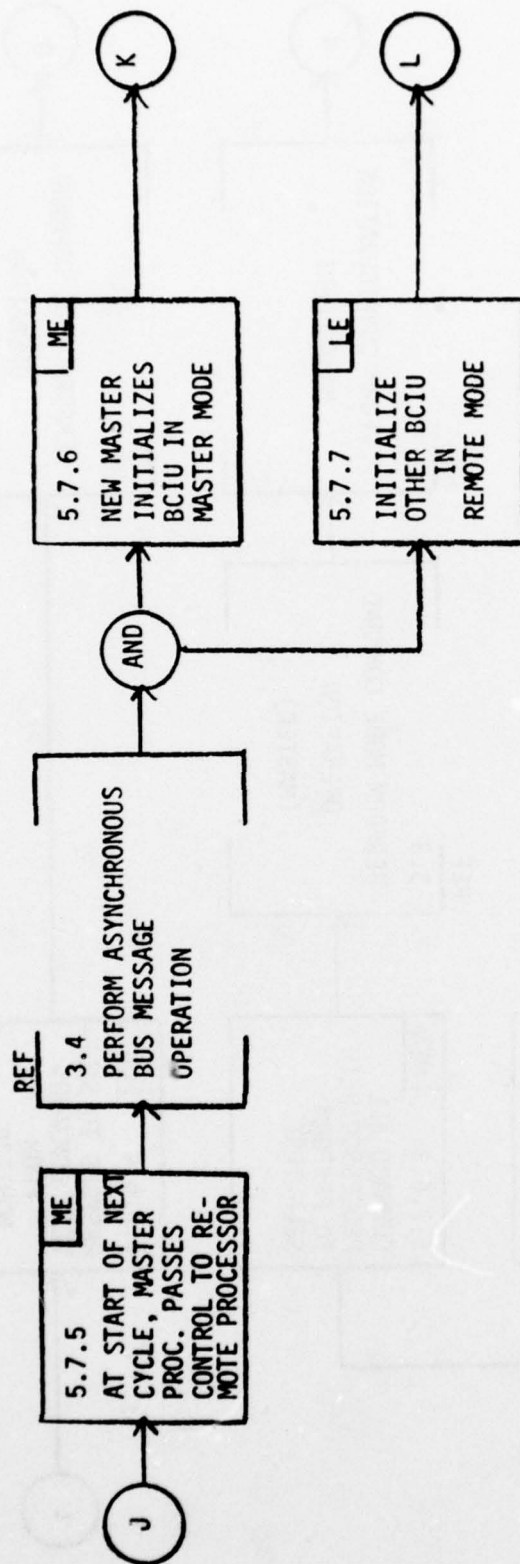 J
5.7.5
ME
AT START OF NEXT
CYCLE, MASTER
PROC. PASSES
CONTROL TO RE-
MOTE PROCESSOR
REF
3.4
PERFORM ASYNCHRONOUS
BUS MESSAGE
OPERATION
AND
5.7.6
ME
NEW MASTER
INITIALIZES
BCIU IN
MASTER MODE
K
5.7.7
LE
INITIALIZE
OTHER BCIU
IN
REMOTE MODE
L